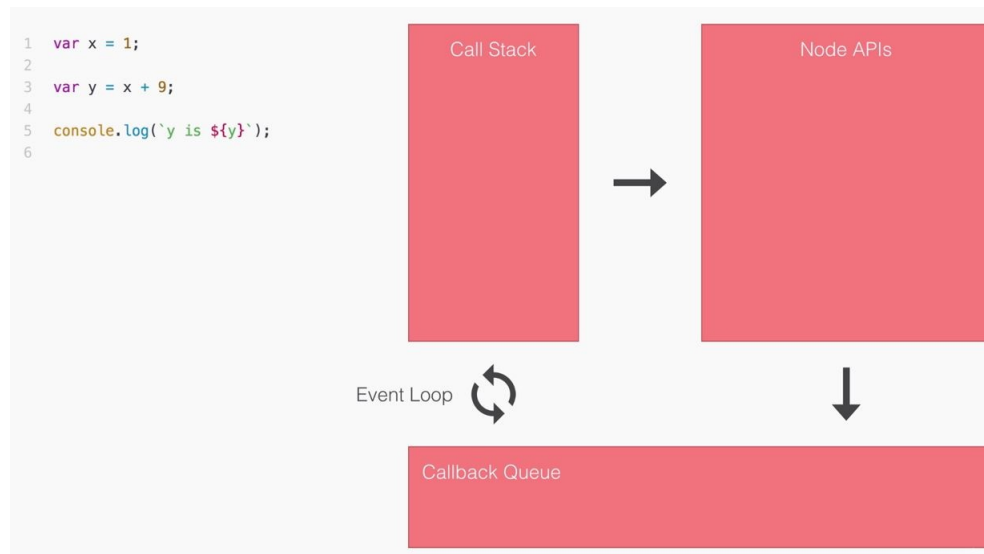 1 var x = 1;
2
3 var y = x + 9;
4
5 console.log(`y is ${y}`);
6
Call Stack
Node APIs
Event Loop
Callback Queue